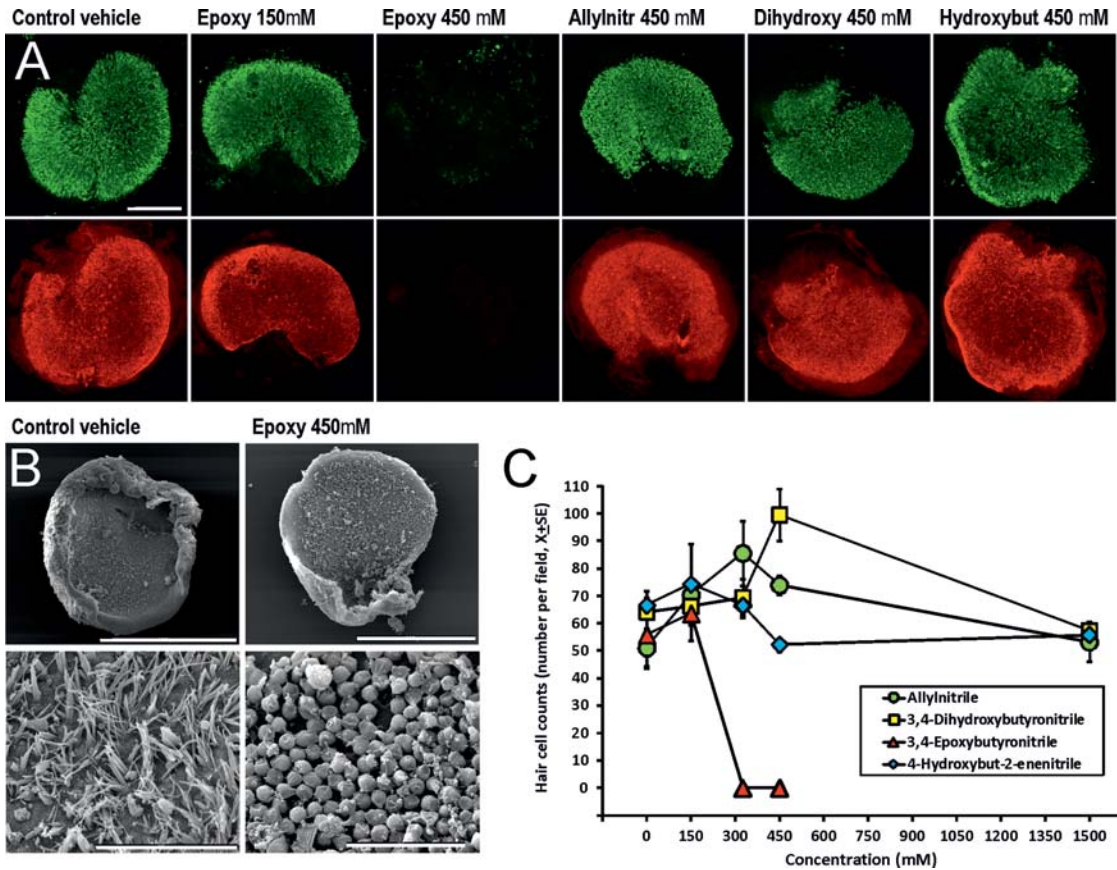 Control vehicle Epoxy 150mM Epoxy 450 mM Allylnitr 450 mM Dihydroxy 450 mM Hydroxybut 450 mM
A
Control vehicle Epoxy 450mM
B
C
Hair cell counts (number per field, X±SE)
110
100
90
80
70
60
50
40
30
20
10
0
Allylnitrile
3,4-Dihydroxybutyronitrile
3,4-Epoxybutyronitrile
4-Hydroxybut-2-enenitrile
0 150 300 450 600 750 900 1050 1200 1350 1500
Concentration (mM)